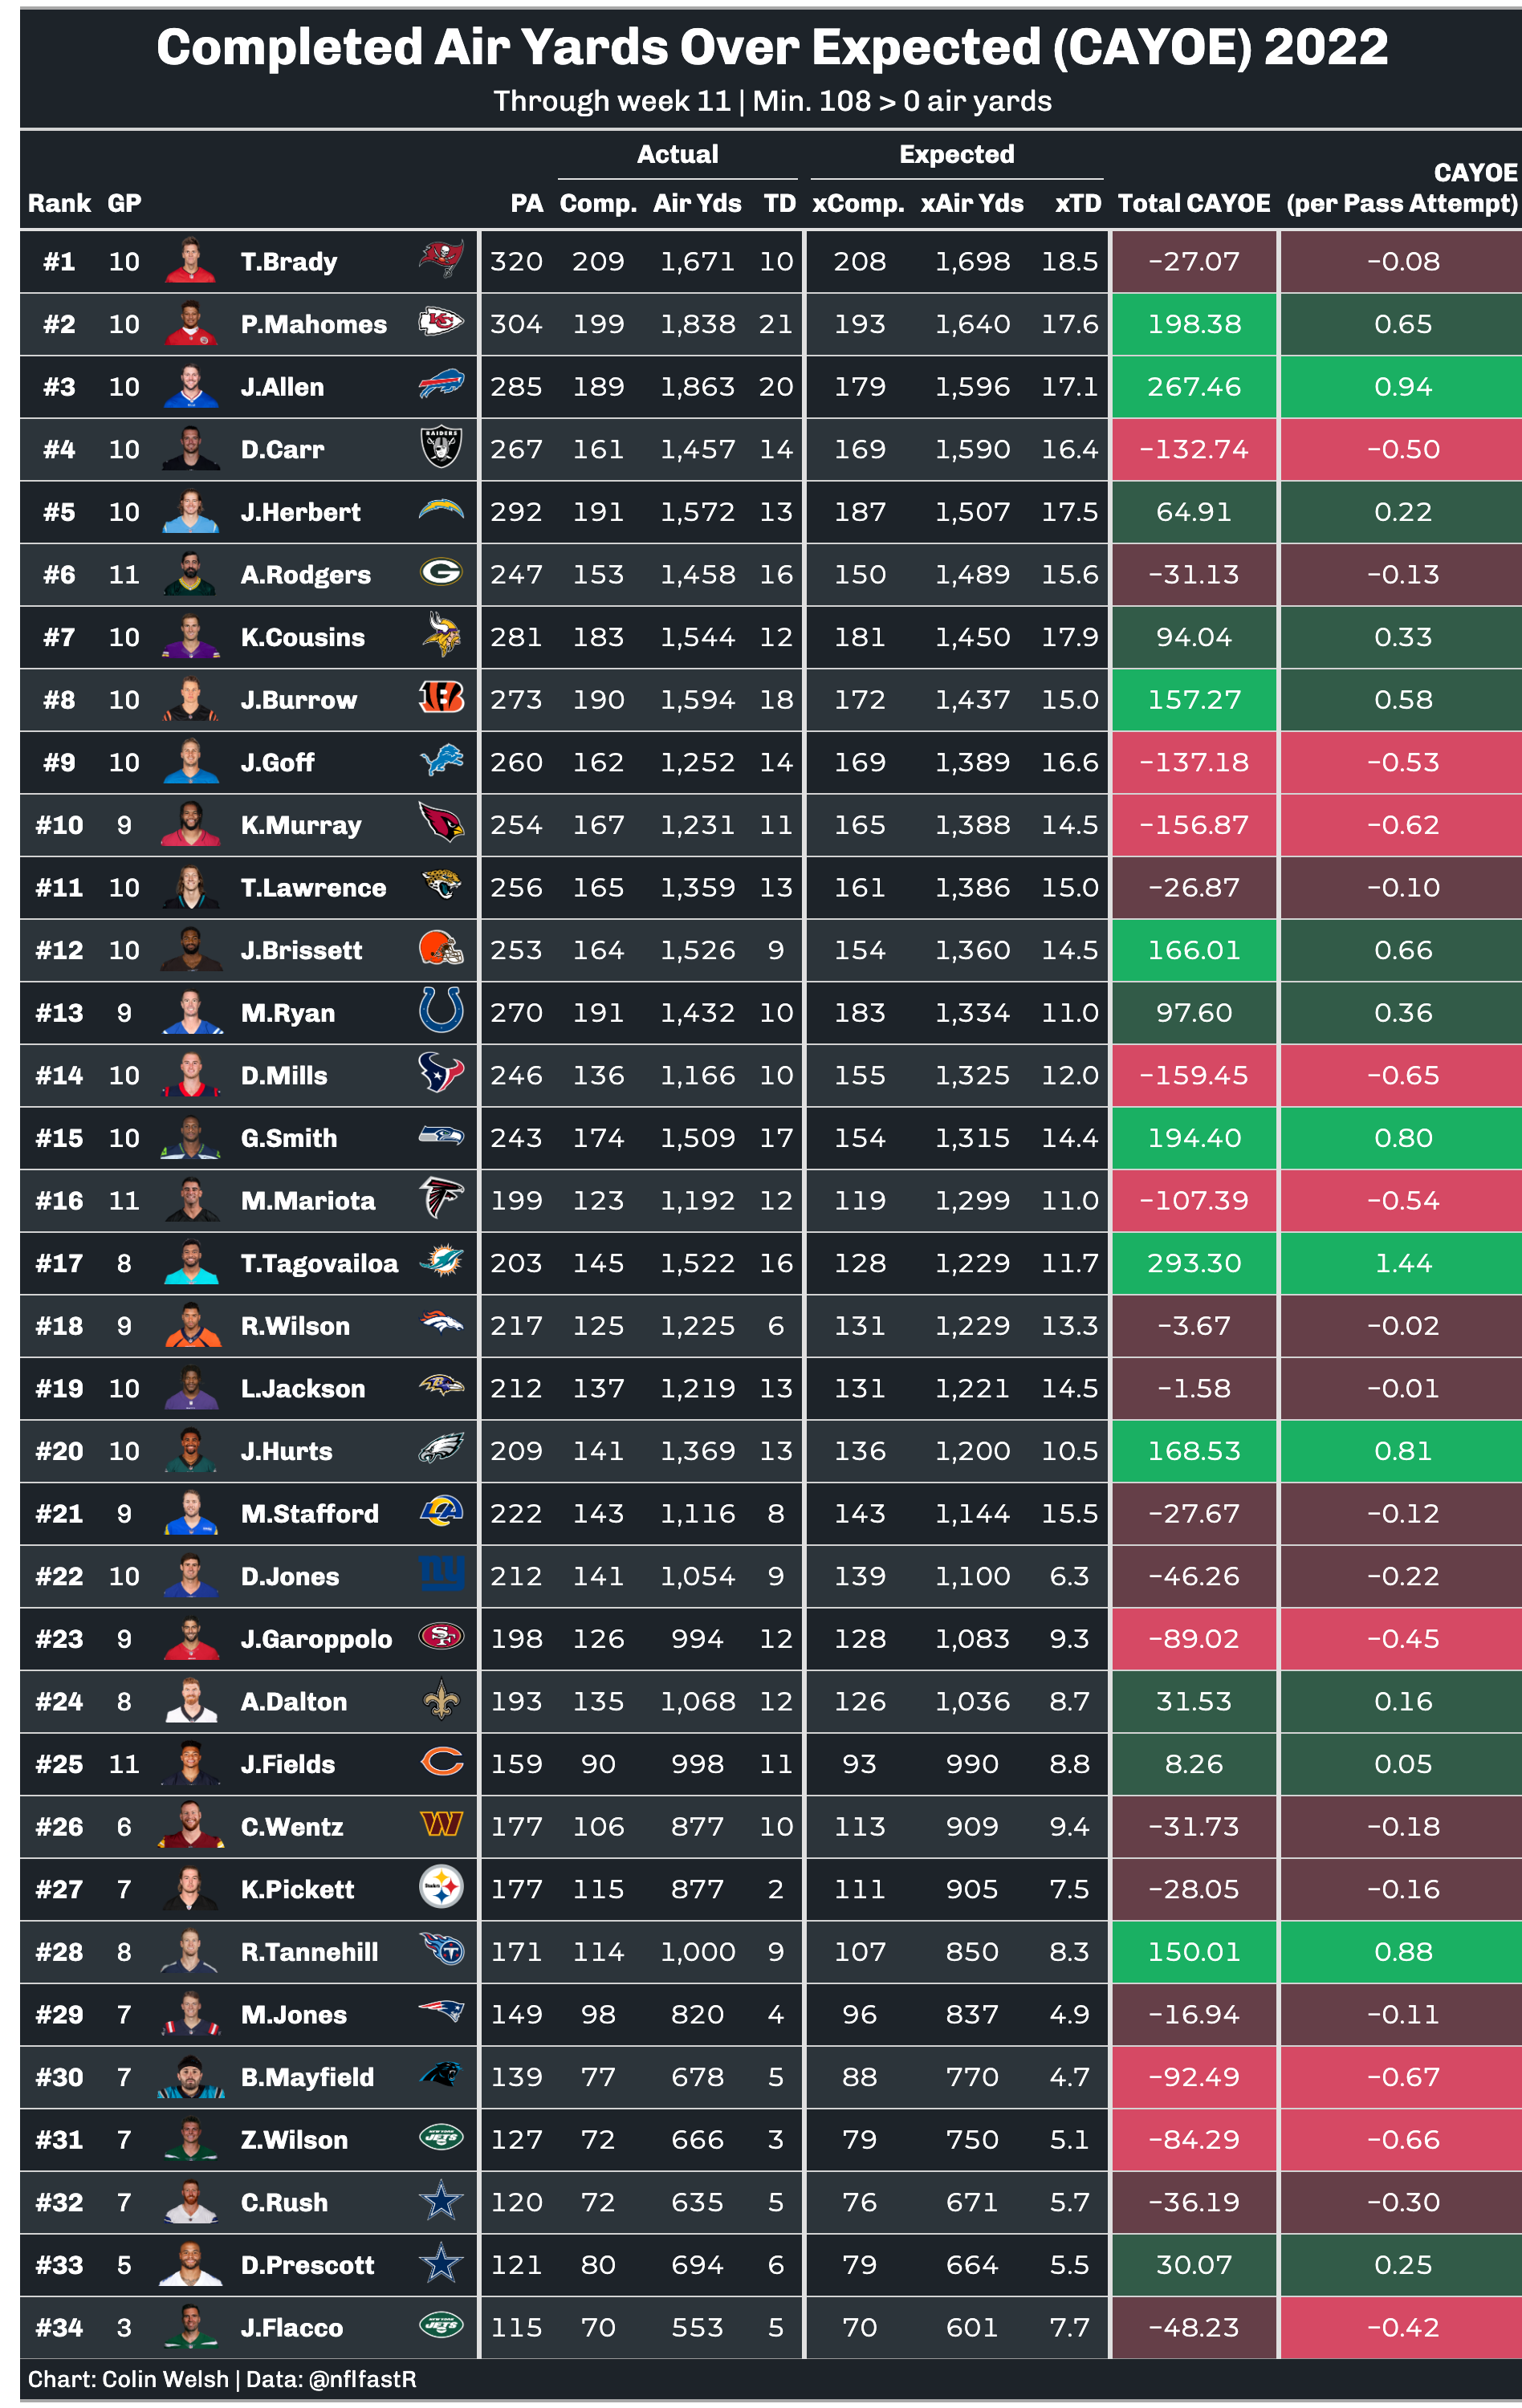 Completed Air Yards Over Expected (CAYOE) 2022
Through week 11 | Min. 108 > 0 air yards
Actual Expected CAYOE
Rank GP PA Comp. Air Yds TD xComp. xAir Yds xTD Total CAYOE (per Pass Attempt)
#1 10 T.Brady 320 209 1,671 10 208 1,698 18.5 −27.07 −0.08
#2 10 P.Mahomes KC 304 199 1,838 21 193 1,640 17.6 198.38 0.65
#3 10 J.Allen 285 189 1,863 20 179 1,596 17.1 267.46 0.94
#4 10 D.Carr RAIDERS 267 161 1,457 14 169 1,590 16.4 −132.74 −0.50
#5 10 J.Herbert 292 191 1,572 13 187 1,507 17.5 64.91 0.22
#6 11 A.Rodgers G 247 153 1,458 16 150 1,489 15.6 −31.13 −0.13
#7 10 K.Cousins 281 183 1,544 12 181 1,450 17.9 94.04 0.33
#8 10 J.Burrow B 273 190 1,594 18 172 1,437 15.0 157.27 0.58
#9 10 J.Goff 260 162 1,252 14 169 1,389 16.6 −137.18 −0.53
#10 9 K.Murray 254 167 1,231 11 165 1,388 14.5 −156.87 −0.62
#11 10 T.Lawrence 256 165 1,359 13 161 1,386 15.0 −26.87 −0.10
#12 10 J.Brissett 253 164 1,526 9 154 1,360 14.5 166.01 0.66
#13 9 M.Ryan 270 191 1,432 10 183 1,334 11.0 97.60 0.36
#14 10 D.Mills 246 136 1,166 10 155 1,325 12.0 −159.45 −0.65
#15 10 G.Smith 243 174 1,509 17 154 1,315 14.4 194.40 0.80
#16 11 M.Mariota 199 123 1,192 12 119 1,299 11.0 −107.39 −0.54
#17 8 T.Tagovailoa 203 145 1,522 16 128 1,229 11.7 293.30 1.44
#18 9 R.Wilson 217 125 1,225 6 131 1,229 13.3 −3.67 −0.02
#19 10 L.Jackson 212 137 1,219 13 131 1,221 14.5 −1.58 −0.01
#20 10 J.Hurts 209 141 1,369 13 136 1,200 10.5 168.53 0.81
#21 9 M.Stafford LA 222 143 1,116 8 143 1,144 15.5 −27.67 −0.12
#22 10 D.Jones ny 212 141 1,054 9 139 1,100 6.3 −46.26 −0.22
#23 9 J.Garoppolo SF 198 126 994 12 128 1,083 9.3 −89.02 −0.45
#24 8 A.Dalton 193 135 1,068 12 126 1,036 8.7 31.53 0.16
#25 11 J.Fields C 159 90 998 11 93 990 8.8 8.26 0.05
#26 6 C.Wentz W 177 106 877 10 113 909 9.4 −31.73 −0.18
#27 7 K.Pickett Steelers 177 115 877 2 111 905 7.5 −28.05 −0.16
#28 8 R.Tannehill T 171 114 1,000 9 107 850 8.3 150.01 0.88
#29 7 M.Jones 149 98 820 4 96 837 4.9 −16.94 −0.11
#30 7 B.Mayfield 139 77 678 5 88 770 4.7 −92.49 −0.67
#31 7 Z.Wilson NEW YORK JETS 127 72 666 3 79 750 5.1 −84.29 −0.66
#32 7 C.Rush 120 72 635 5 76 671 5.7 −36.19 −0.30
#33 5 D.Prescott 121 80 694 6 79 664 5.5 30.07 0.25
#34 3 J.Flacco NEW YORK JETS 115 70 553 5 70 601 7.7 −48.23 −0.42
Chart: Colin Welsh | Data: @nflfastR